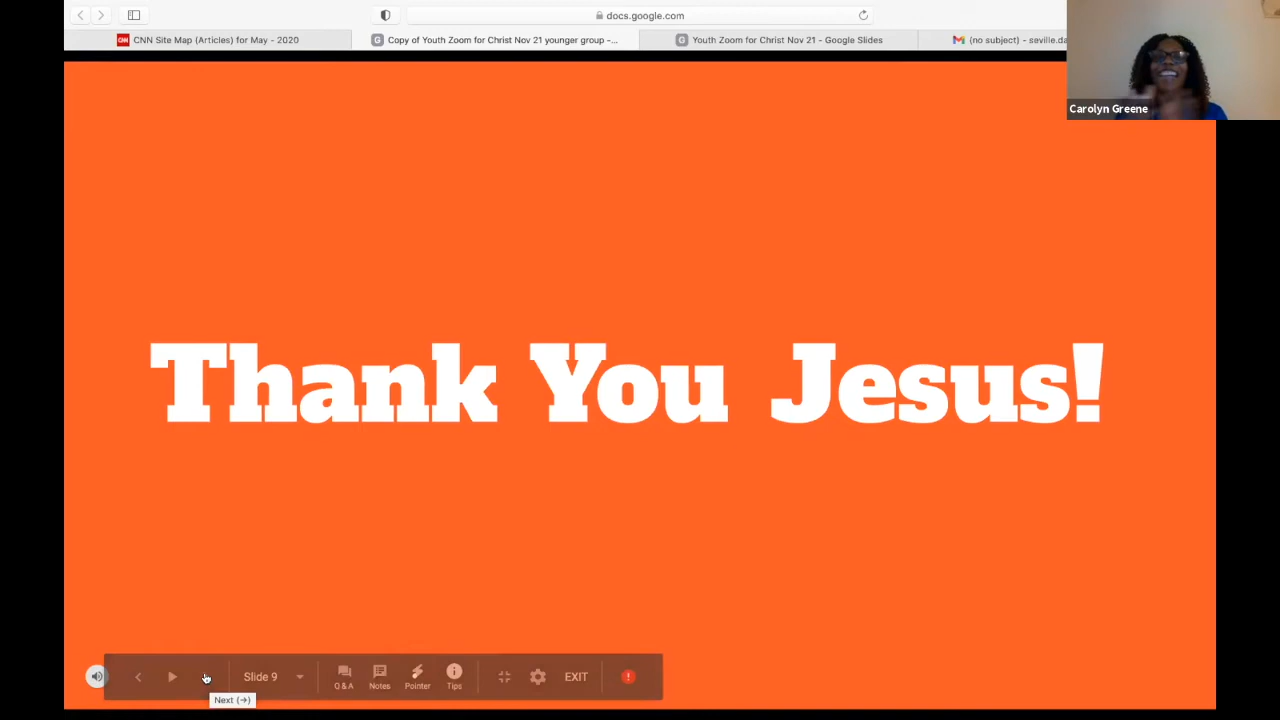 docs.google.com
CNN Site Map (Articles) for May - 2020
Copy of Youth Zoom for Christ Nov 21 younger group -...
Youth Zoom for Christ Nov 21 - Google Slides
(no subject) - seville.da
Carolyn Greene
Thank You Jesus!
Slide 9
Q & A
Notes
Pointer
Tips
EXIT
Next (→)